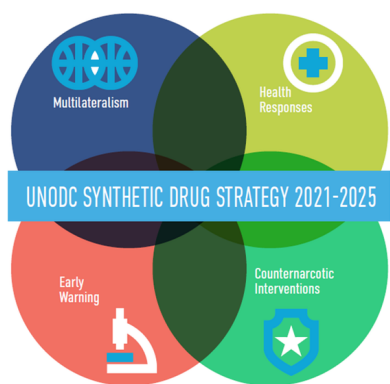 Multilateralism
Health
Responses
UNODC SYNTHETIC DRUG STRATEGY 2021-2025
Early
Warning
Counternarcotic
Interventions